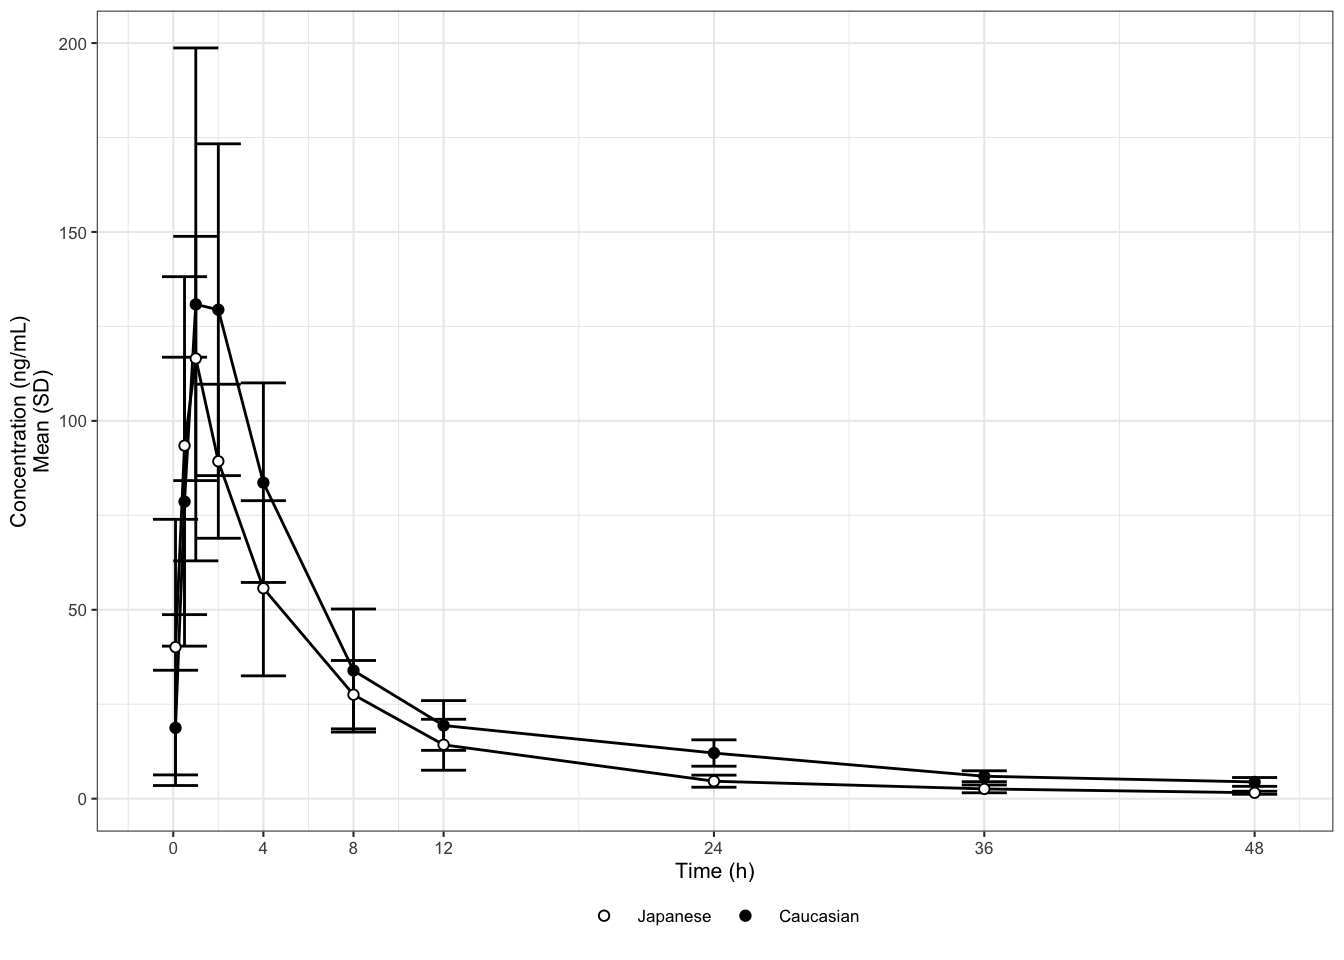 200
150
100
50
0
Concentration (ng/mL)
Mean (SD)
0 4 8 12 24 36 48
Time (h)
Japanese Caucasian